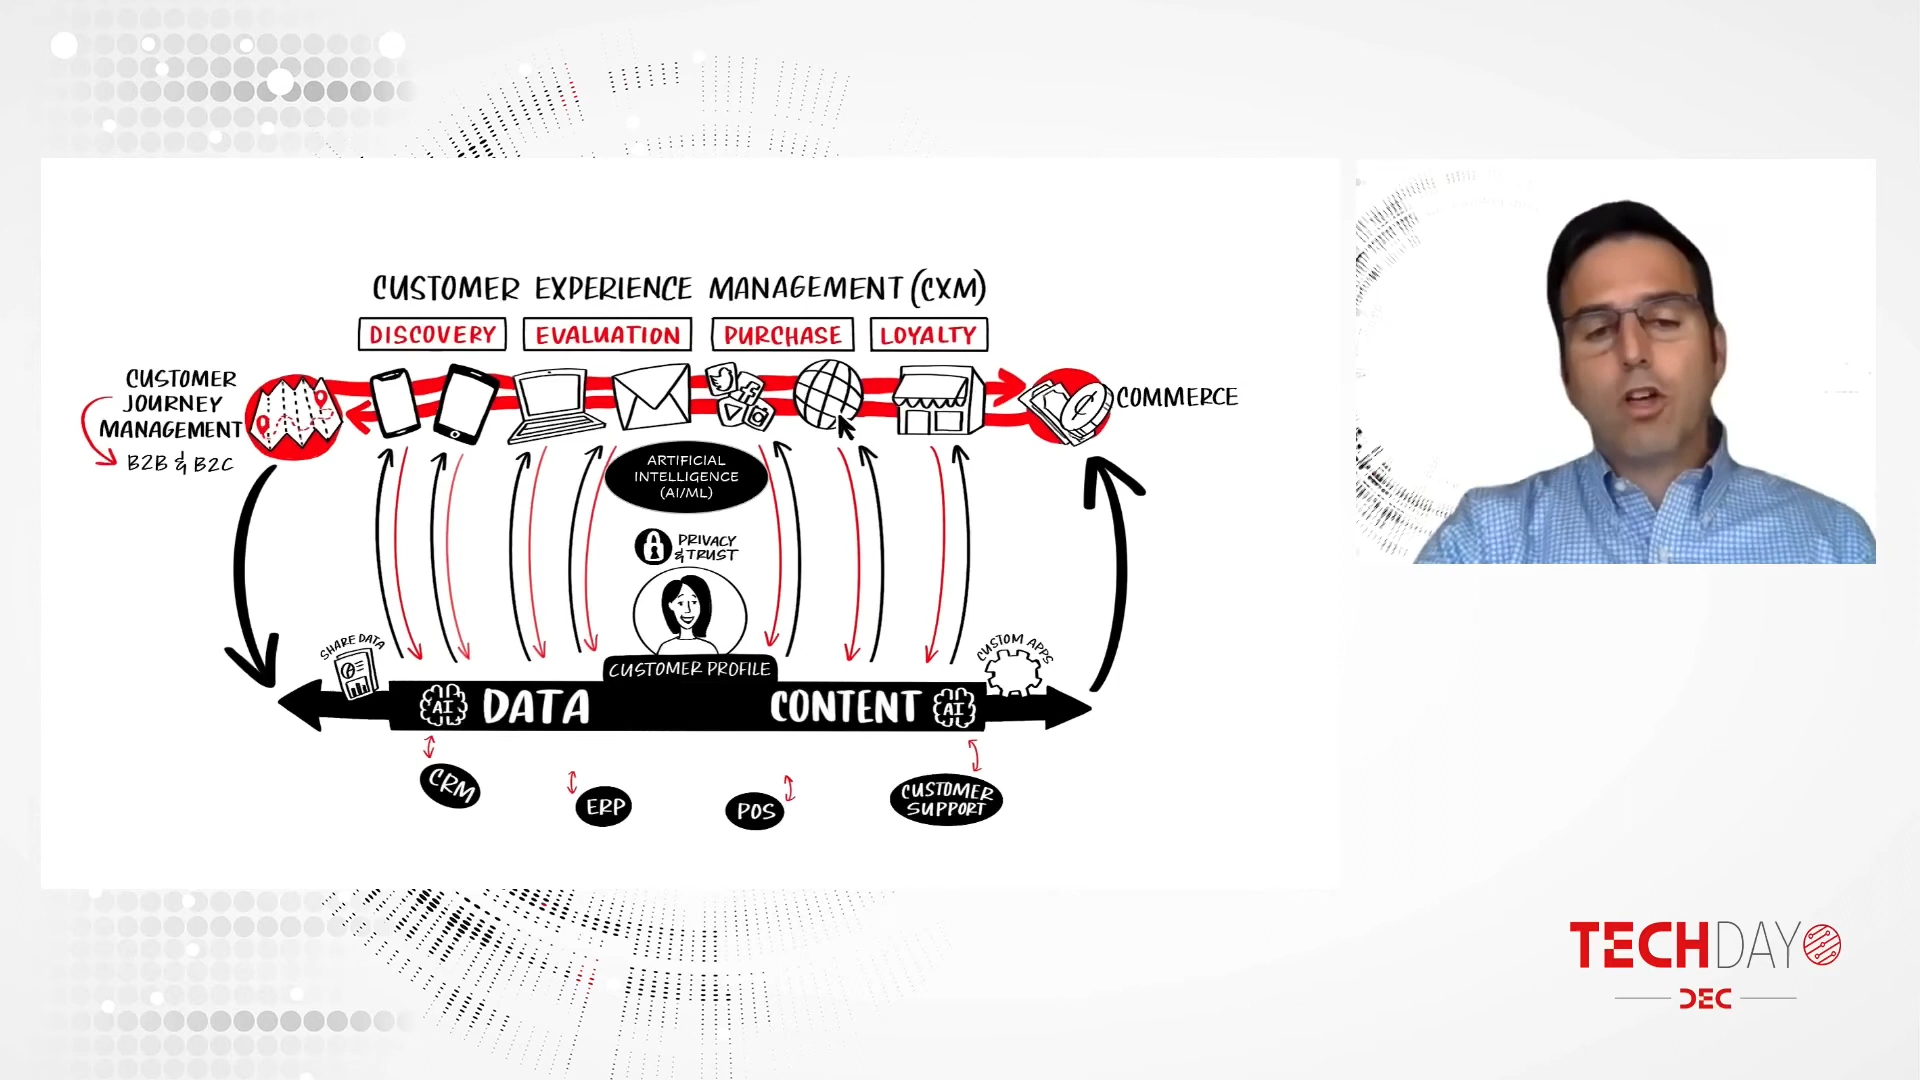 CUSTOMER EXPERIENCE MANAGEMENT (CXM)
DISCOVERY
EVALUATION
PURCHASE
LOYALTY
CUSTOMER
JOURNEY
MANAGEMENT
B2B & B2C
COMMERCE
ARTIFICIAL
INTELLIGENCE
(AI/ML)
PRIVACY
& TRUST
SHARE DATA
CUSTOM APPS
CUSTOMER PROFILE
AI DATA
CONTENT AI
CRM
ERP
POS
CUSTOMER
SUPPORT
TECHDAY
DEC